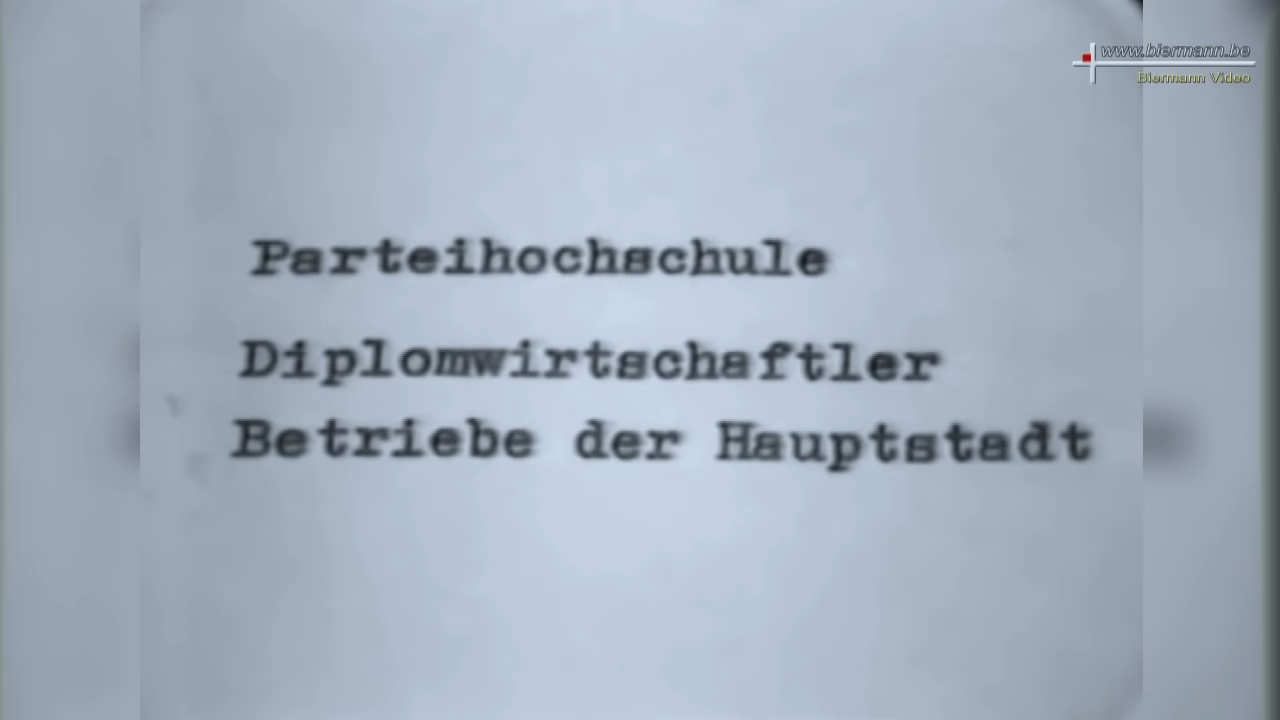 www.biermann.be
Biermann Video
Parteihochschule
Diplomwirtschaftler
Betriebe der Hauptstadt